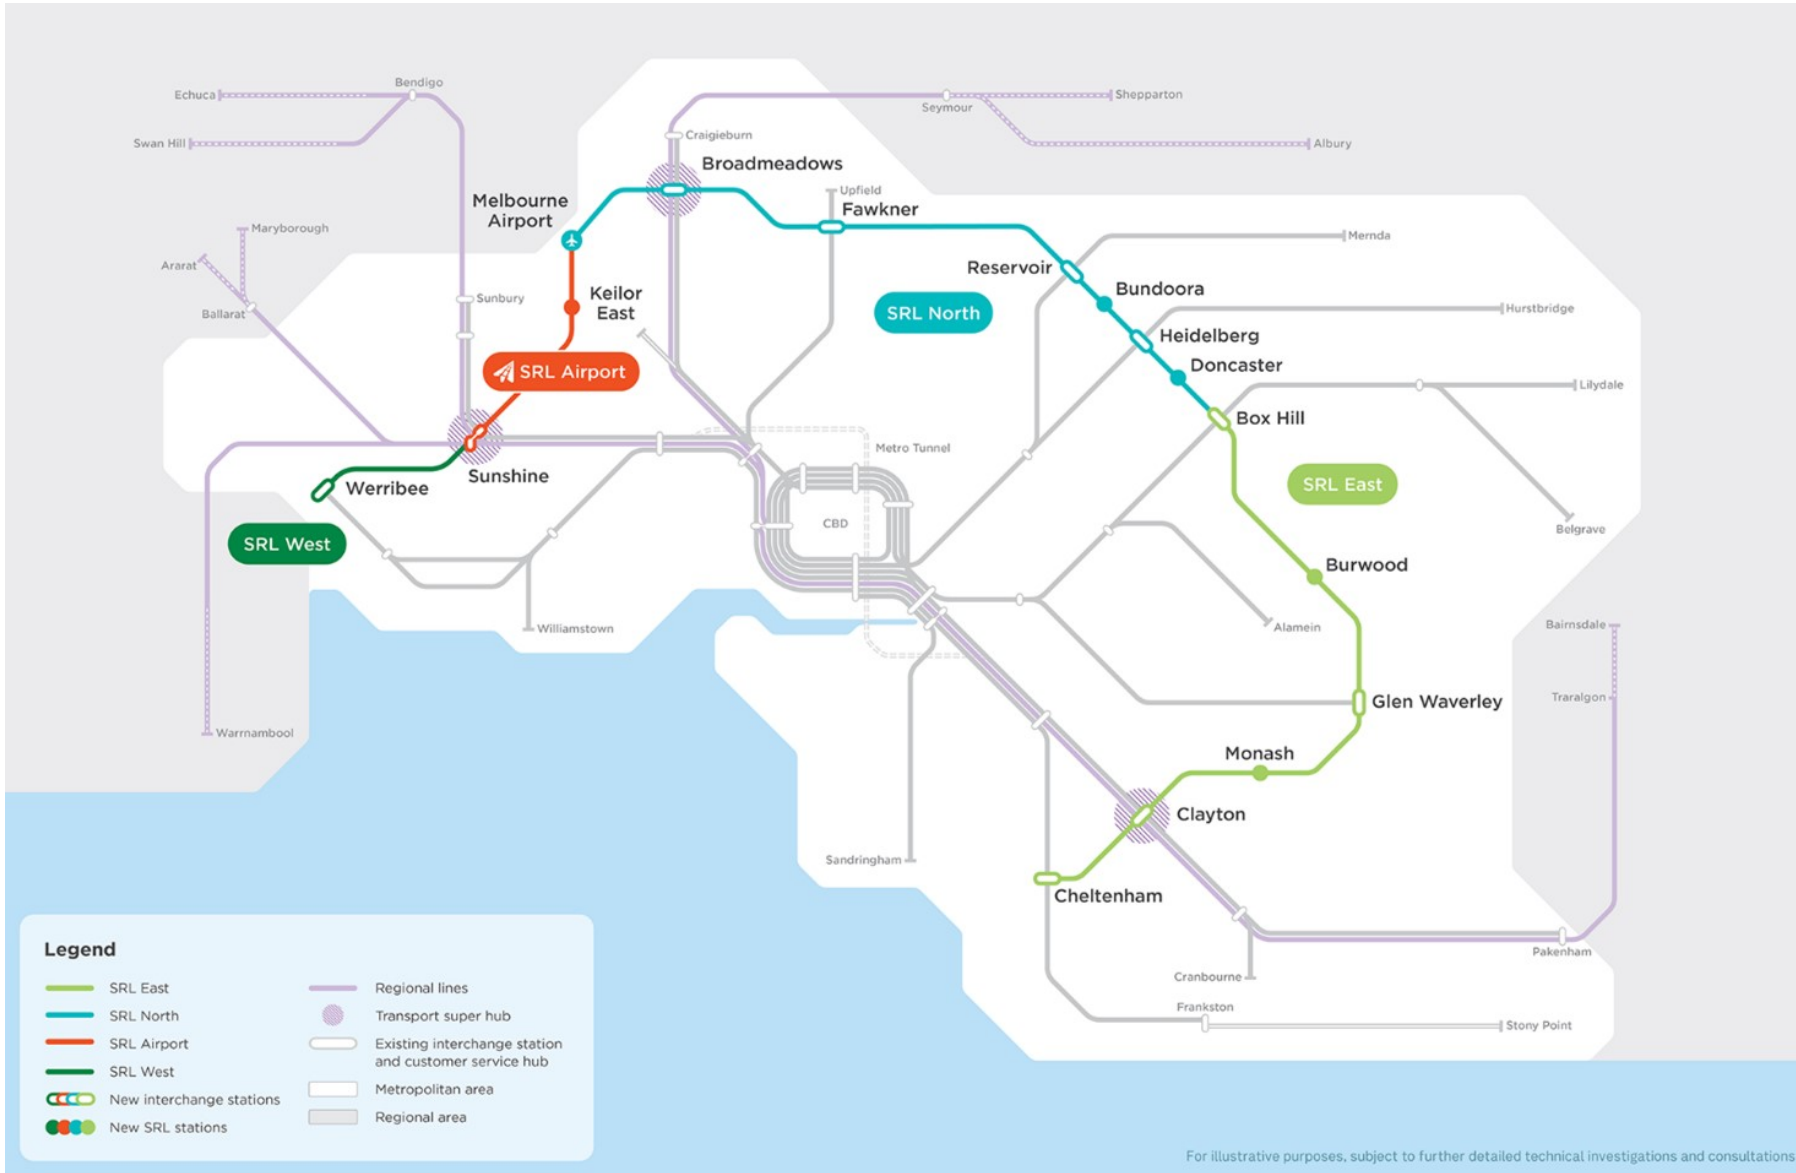 Bendigo
Echuca
Swan Hill
Seymour
Shepparton
Albury
Craigieburn
Broadmeadows
Melbourne
Airport
Upfield
Fawkner
Maryborough
Ararat
Ballarat
Sunbury
Keilor
East
Mernda
Reservoir
Bundoora
SRL North
Hurstbridge
Heidelberg
Doncaster
SRL Airport
Lilydale
Box Hill
Metro Tunnel
Sunshine
Werribee
SRL East
CBD
Belgrave
SRL West
Burwood
Williamstown
Alamein
Bairnsdale
Traralgon
Glen Waverley
Warrnambool
Monash
Clayton
Sandringham
Cheltenham
Pakenham
Cranbourne
Frankston
Stony Point
Legend
SRL East
SRL North
SRL Airport
SRL West
New interchange stations
New SRL stations
Regional lines
Transport super hub
Existing interchange station
and customer service hub
Metropolitan area
Regional area
For illustrative purposes, subject to further detailed technical investigations and consultations